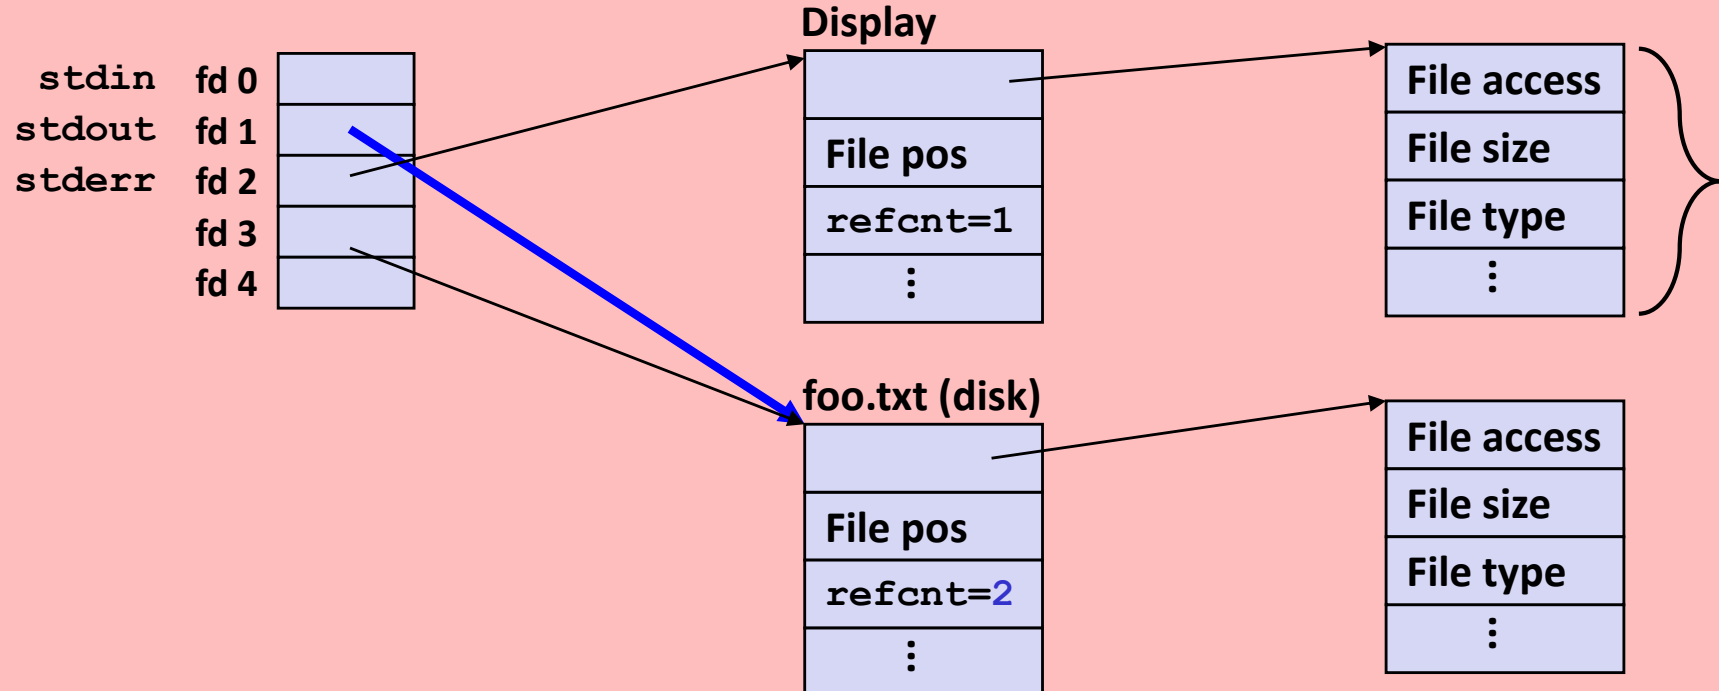 stdin fd 0
stdout fd 1
stderr fd 2
fd 3
fd 4
Display
File pos
refcnt=1
⋮
File access
File size
File type
⋮
foo.txt (disk)
File pos
refcnt=2
⋮
File access
File size
File type
⋮